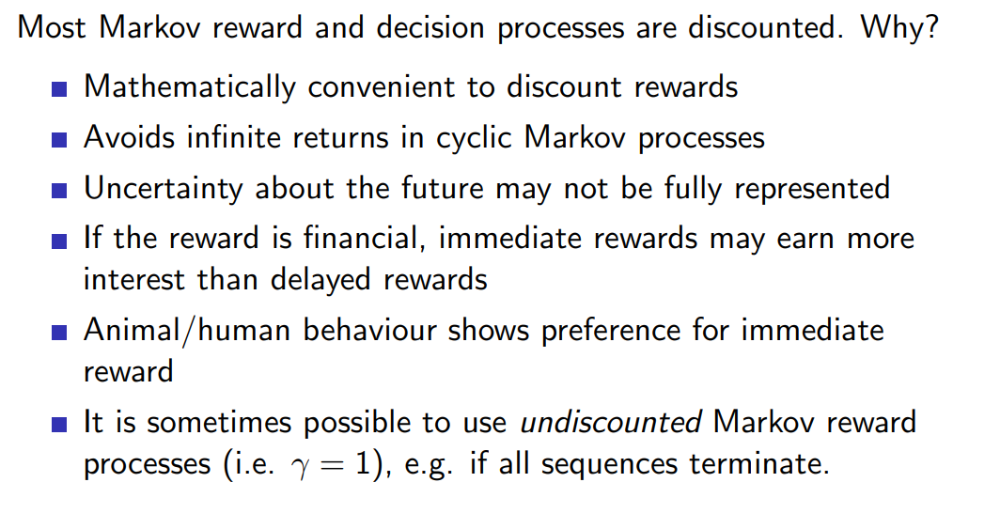 Most Markov reward and decision processes are discounted. Why?
Mathematically convenient to discount rewards
Avoids infinite returns in cyclic Markov processes
Uncertainty about the future may not be fully represented
If the reward is financial, immediate rewards may earn more
interest than delayed rewards
Animal/human behaviour shows preference for immediate
reward
It is sometimes possible to use undiscounted Markov reward
processes (i.e. γ = 1), e.g. if all sequences terminate.